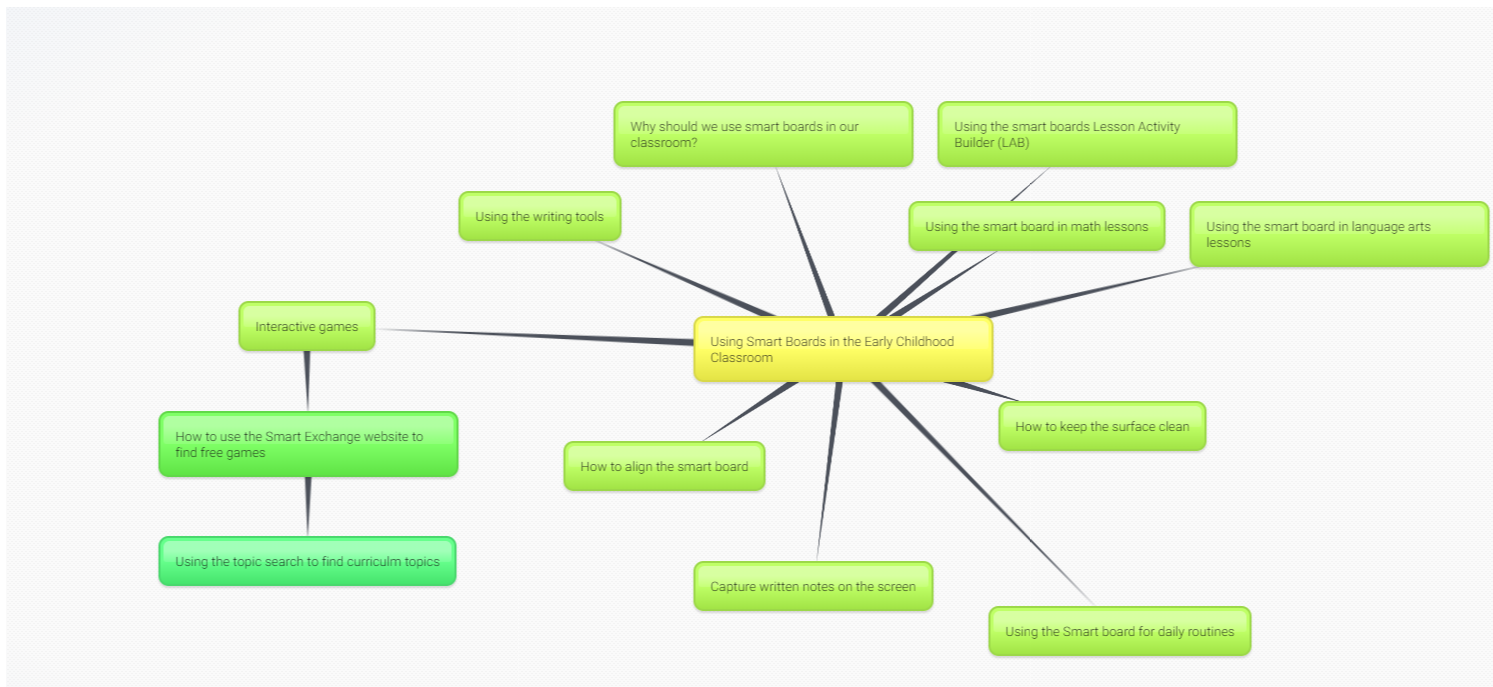 Why should we use smart boards in our
classroom?
Using the smart boards Lesson Activity
Builder (LAB)
Using the writing tools
Using the smart board in math lessons
Using the smart board in language arts
lessons
Interactive games
Using Smart Boards in the Early Childhood
Classroom
How to use the Smart Exchange website to
find free games
How to keep the surface clean
How to align the smart board
Using the topic search to find curriculm topics
Capture written notes on the screen
Using the Smart board for daily routines